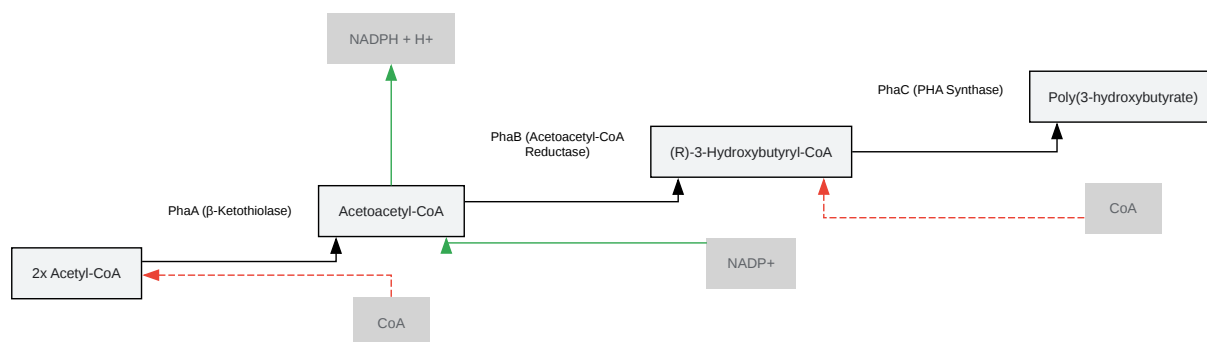 NADPH + H+
PhaC (PHA Synthase)
Poly(3-hydroxybutyrate)
PhaB (Acetoacetyl-CoA
Reductase)
(R)-3-Hydroxybutyryl-CoA
PhaA (β-Ketothiolase)
Acetoacetyl-CoA
CoA
2x Acetyl-CoA
NADP+
CoA